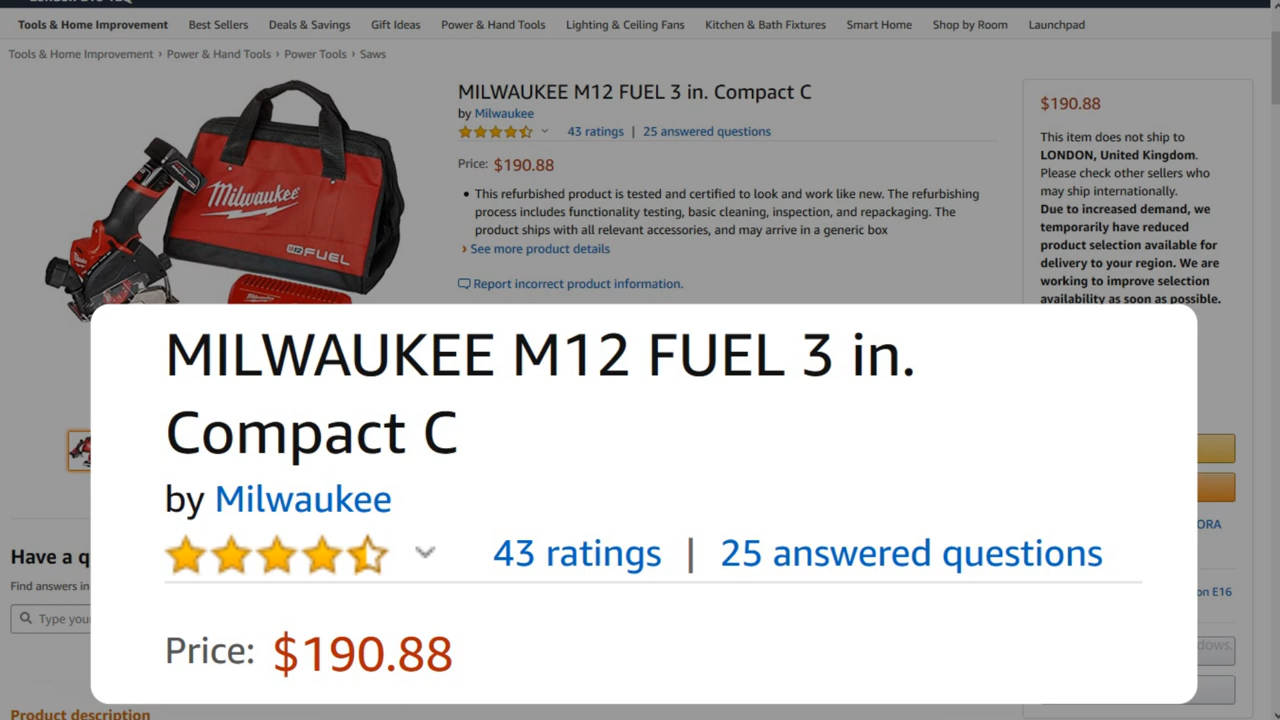 Tools & Home Improvement Best Sellers Deals & Savings Gift Ideas Power & Hand Tools Lighting & Ceiling Fans Kitchen & Bath Fixtures Smart Home Shop by Room Launchpad
Tools & Home Improvement › Power & Hand Tools › Power Tools › Saws
MILWAUKEE M12 FUEL 3 in. Compact C
by Milwaukee
43 ratings | 25 answered questions
Price: $190.88
• This refurbished product is tested and certified to look and work like new. The refurbishing
process includes functionality testing, basic cleaning, inspection, and repackaging. The
product ships with all relevant accessories, and may arrive in a generic box
› See more product details
Report incorrect product information.
Milwaukee
M12 FUEL
$190.88
This item does not ship to
LONDON, United Kingdom.
Please check other sellers who
may ship internationally.
Due to increased demand, we
temporarily have reduced
product selection available for
delivery to your region. We are
working to improve selection
availability as soon as possible.
MILWAUKEE M12 FUEL 3 in.
Compact C
by Milwaukee
43 ratings | 25 answered questions
Price: $190.88
Have a q
Find answers in
Type your
ORA
on E16
dows.
Product description